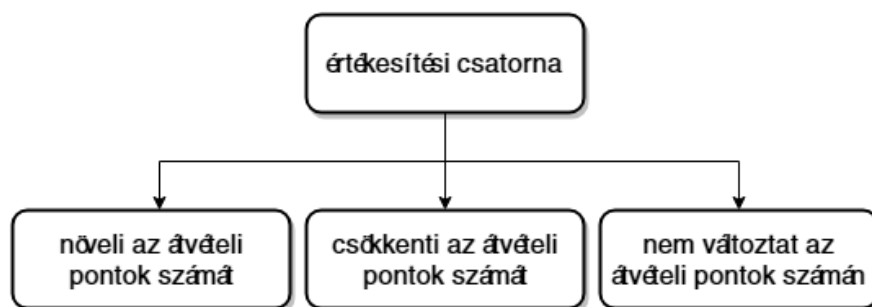 értékesítési csatorna
növeli az átvételi
pontok számát
csökkenti az átvételi
pontok számát
nem változtat az
átvételi pontok számán